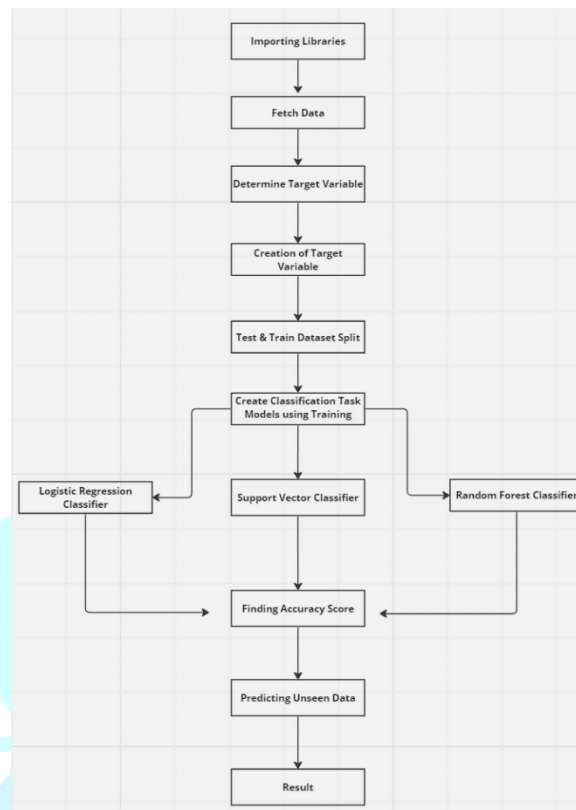 Importing Libraries
Fetch Data
Determine Target Variable
Creation of Target
Variable
Test & Train Dataset Split
Create Classification Task
Models using Training
Logistic Regression
Classifier
Support Vector Classifier
Random Forest Classifier
Finding Accuracy Score
Predicting Unseen Data
Result